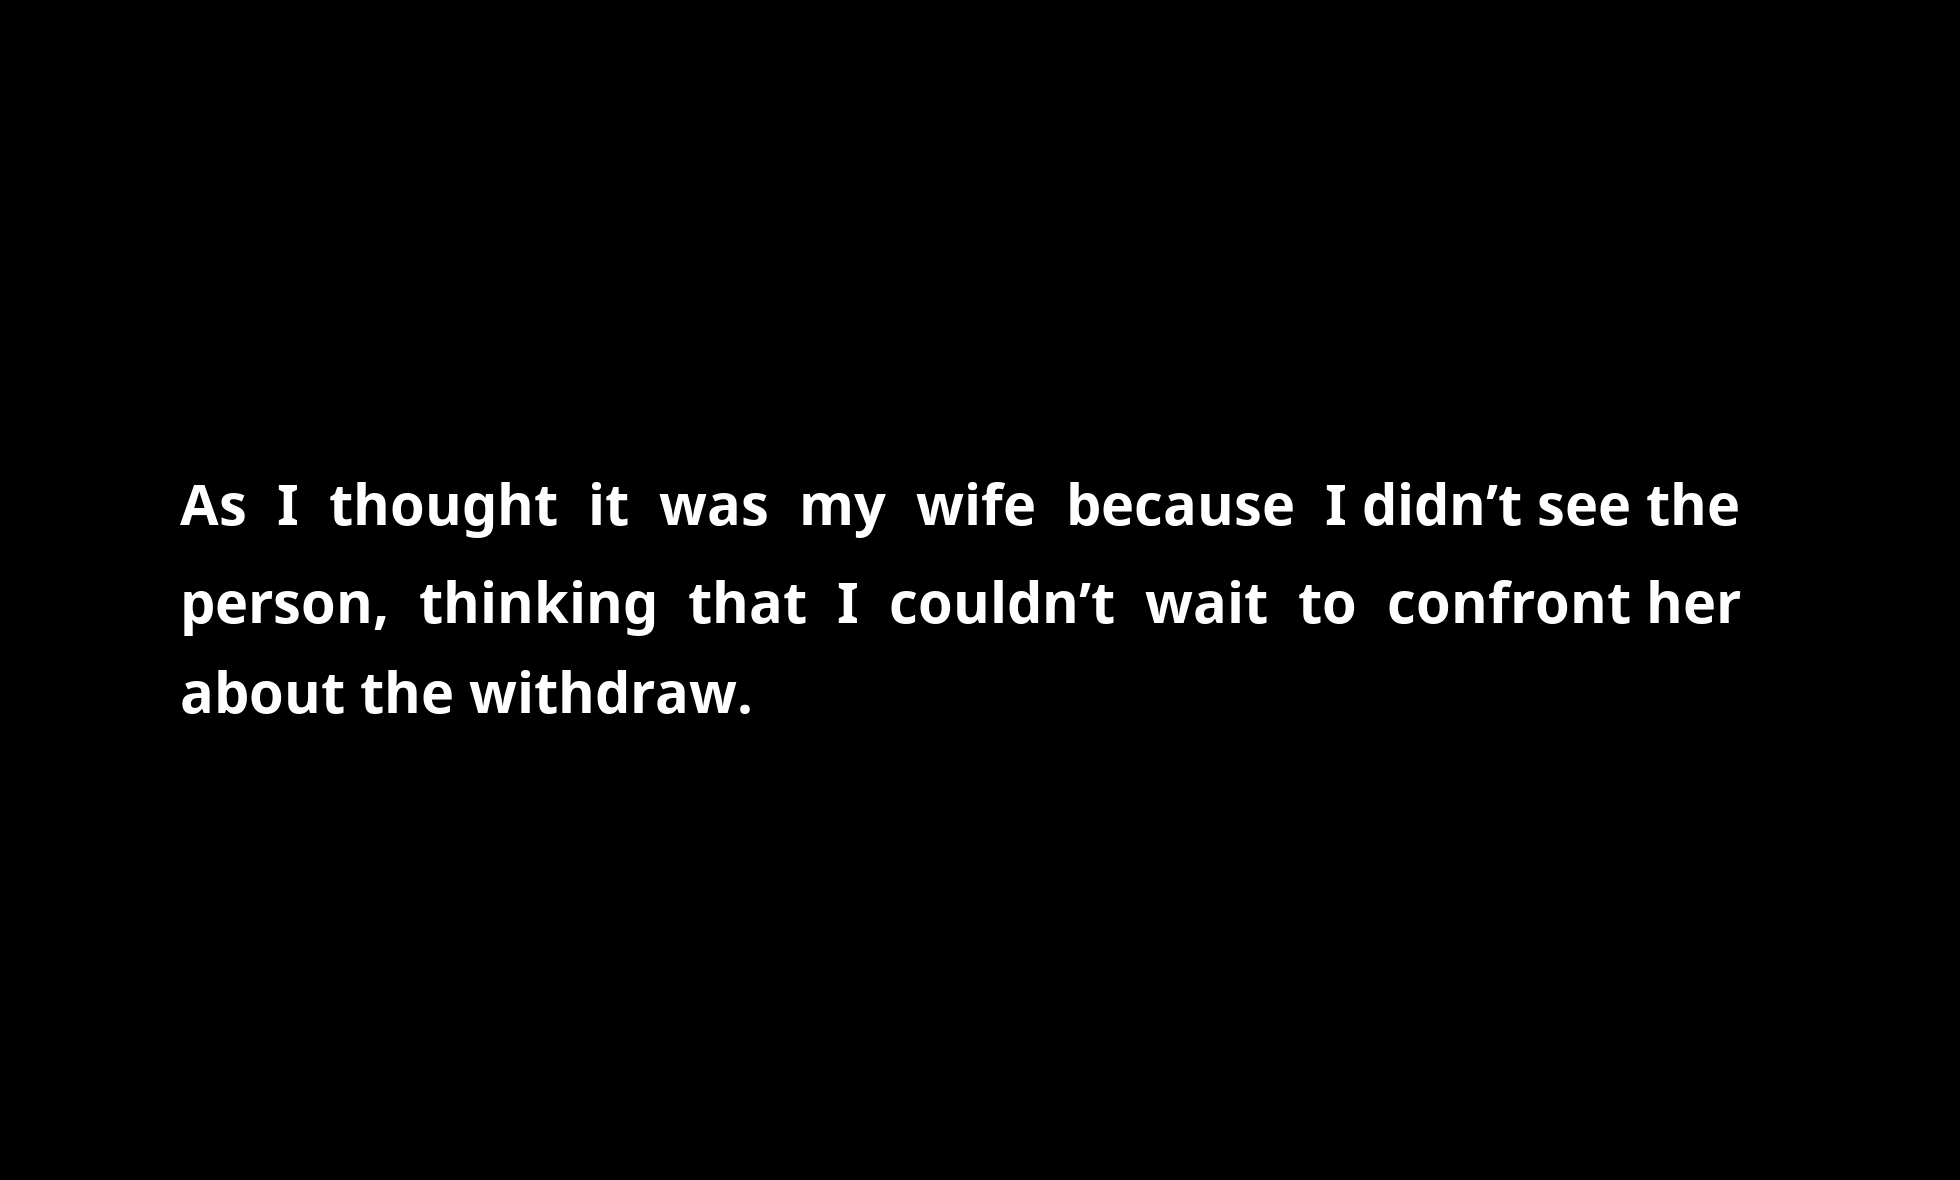 As I thought it was my wife because I didn’t see the
person, thinking that I couldn’t wait to confront her
about the withdraw.